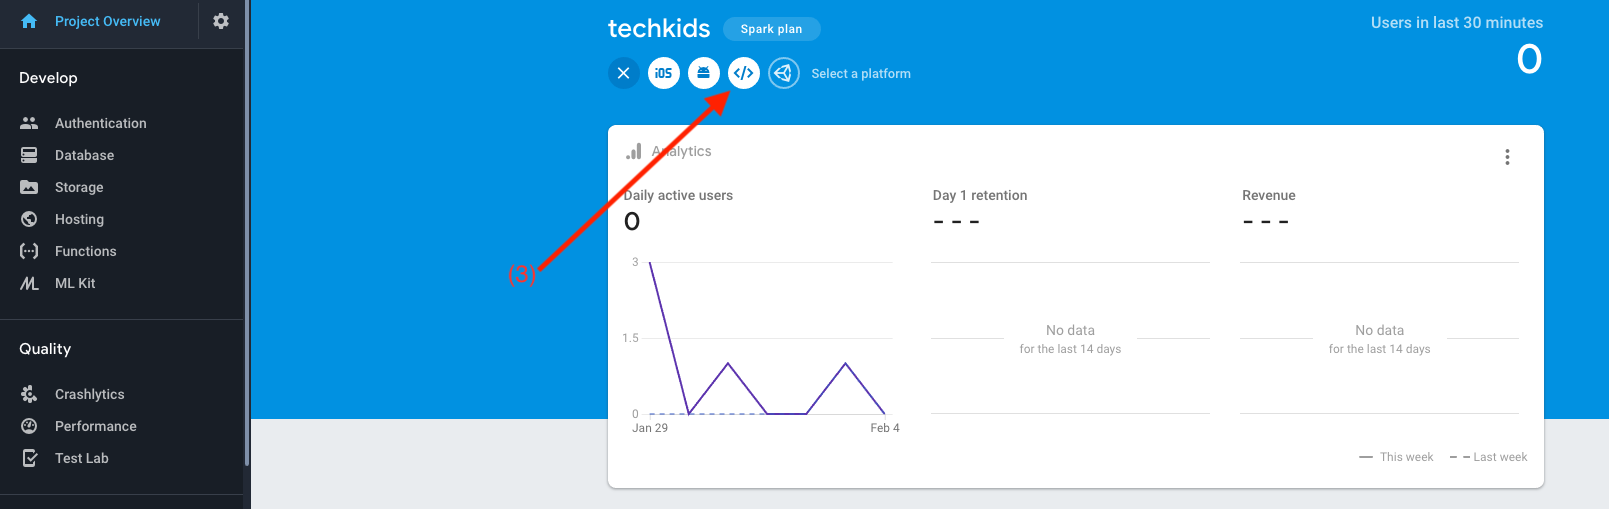 Project Overview
Develop
Authentication
Database
Storage
Hosting
Functions
ML Kit
Quality
Crashlytics
Performance
Test Lab
techkids
Spark plan
iOS
</>
Select a platform
Users in last 30 minutes
0
(3)
Analytics
Daily active users
0
3
1.5
0
Jan 29
Feb 4
Day 1 retention
- - -
No data
for the last 14 days
Revenue
- - -
No data
for the last 14 days
This week
Last week